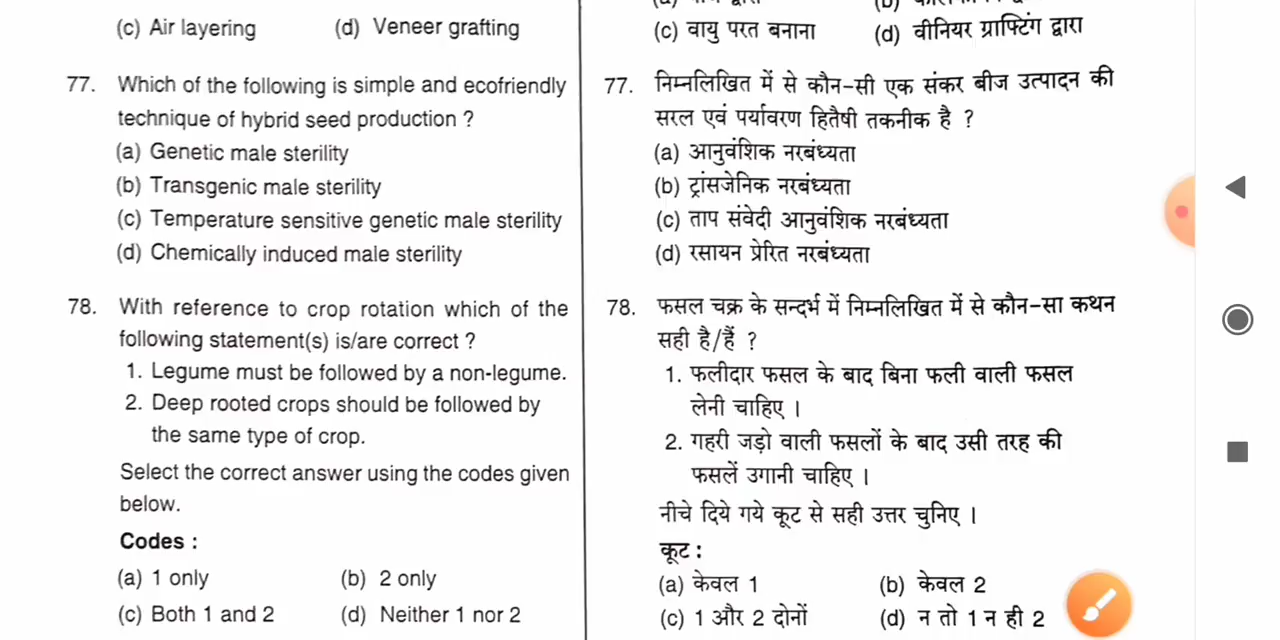 (c) Air layering (d) Veneer grafting
77. Which of the following is simple and ecofriendly
technique of hybrid seed production ?
(a) Genetic male sterility
(b) Transgenic male sterility
(c) Temperature sensitive genetic male sterility
(d) Chemically induced male sterility
78. With reference to crop rotation which of the
following statement(s) is/are correct ?
1. Legume must be followed by a non-legume.
2. Deep rooted crops should be followed by
the same type of crop.
Select the correct answer using the codes given
below.
Codes :
(a) 1 only (b) 2 only
(c) Both 1 and 2 (d) Neither 1 nor 2
(c) वायु परत बनाना (d) वीनियर ग्राफ्टिंग द्वारा
77. निम्नलिखित में से कौन-सी एक संकर बीज उत्पादन की
सरल एवं पर्यावरण हितैषी तकनीक है ?
(a) आनुवंशिक नरबंध्यता
(b) ट्रांसजेनिक नरबंध्यता
(c) ताप संवेदी आनुवंशिक नरबंध्यता
(d) रसायन प्रेरित नरबंध्यता
78. फसल चक्र के सन्दर्भ में निम्नलिखित में से कौन-सा कथन
सही है/हैं ?
1. फलीदार फसल के बाद बिना फली वाली फसल
लेनी चाहिए ।
2. गहरी जड़ो वाली फसलों के बाद उसी तरह की
फसलें उगानी चाहिए ।
नीचे दिये गये कूट से सही उत्तर चुनिए ।
कूट :
(a) केवल 1 (b) केवल 2
(c) 1 और 2 दोनों (d) न तो 1 न ही 2